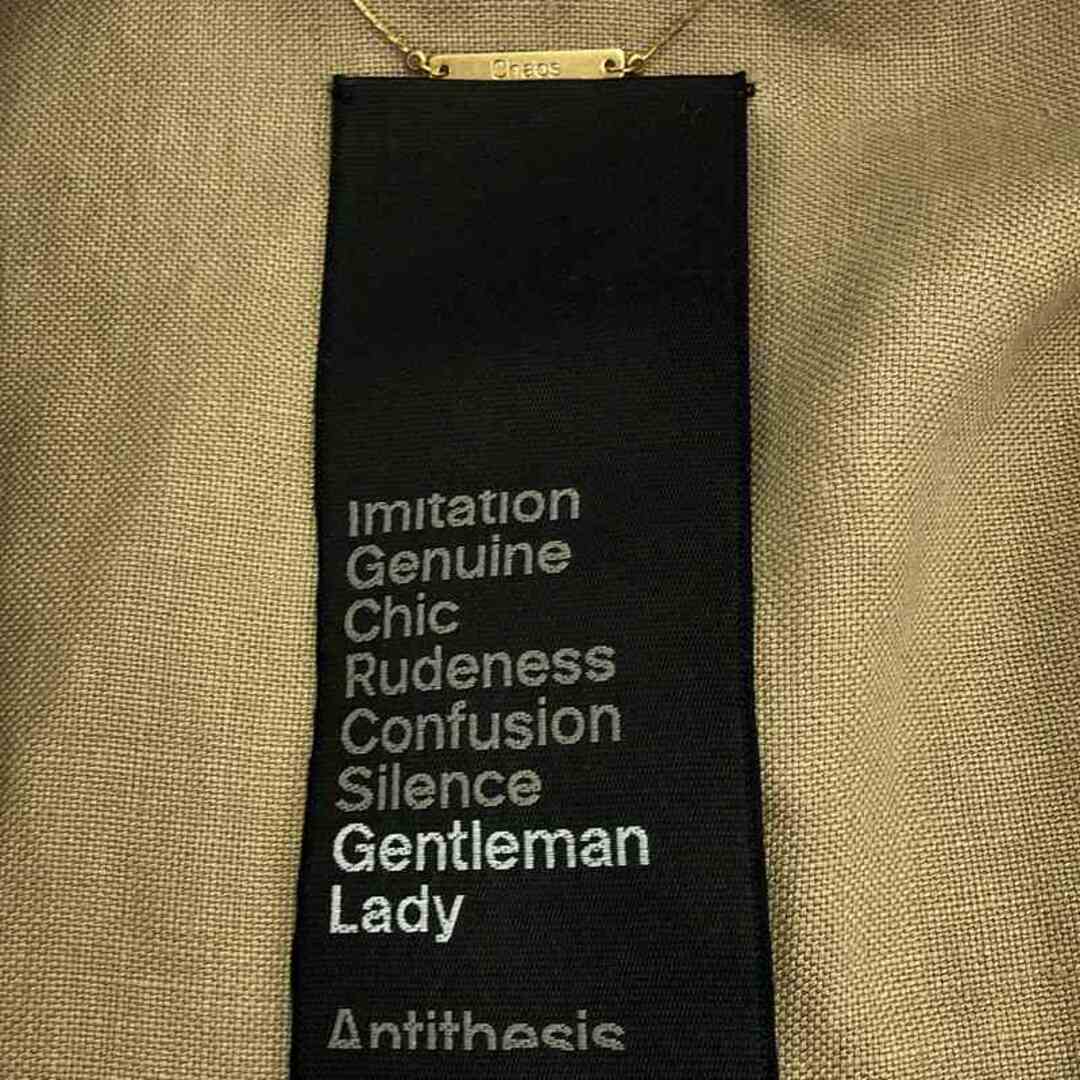 Chaos
Imitation
Genuine
Chic
Rudeness
Confusion
Silence
Gentleman
Lady
Antithesis